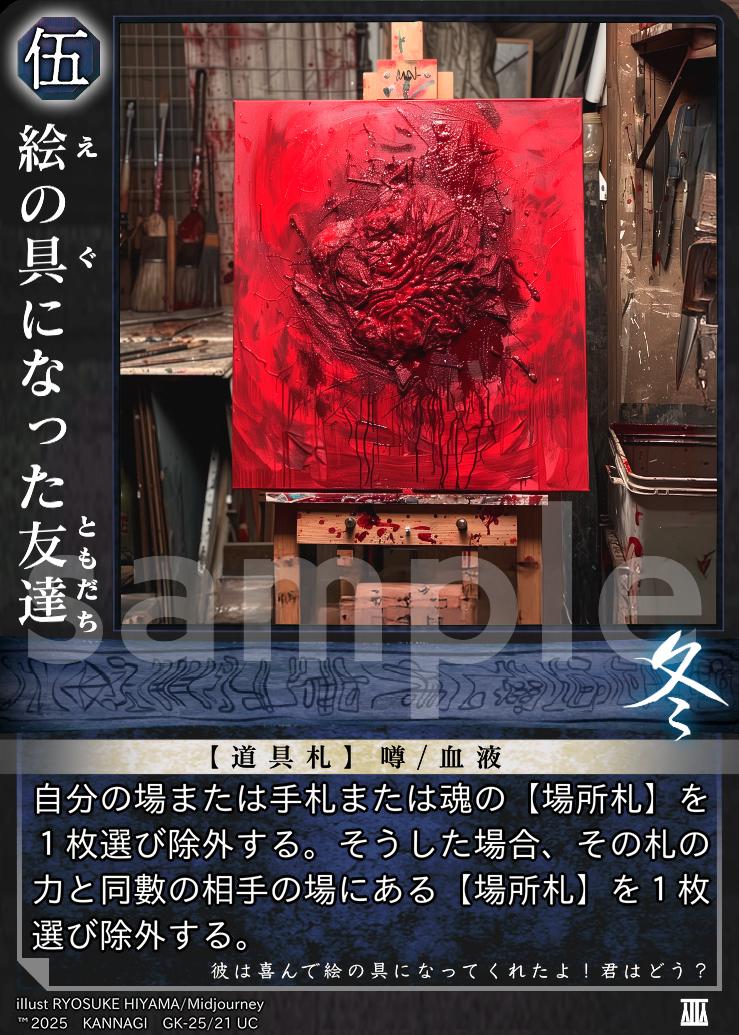 伍
絵の具になった友達
え
ぐ
ともだち
sample
冬
【道具札】 噂/血液
自分の場または手札または魂の【場所札】を
1枚選び除外する。そうした場合、その札の
力と同數の相手の場にある【場所札】を1枚
選び除外する。
彼は喜んで絵の具になってくれたよ!君はどう?
illust RYOSUKE HIYAMA/Midjourney
™2025 KANNAGI GK-25/21 UC